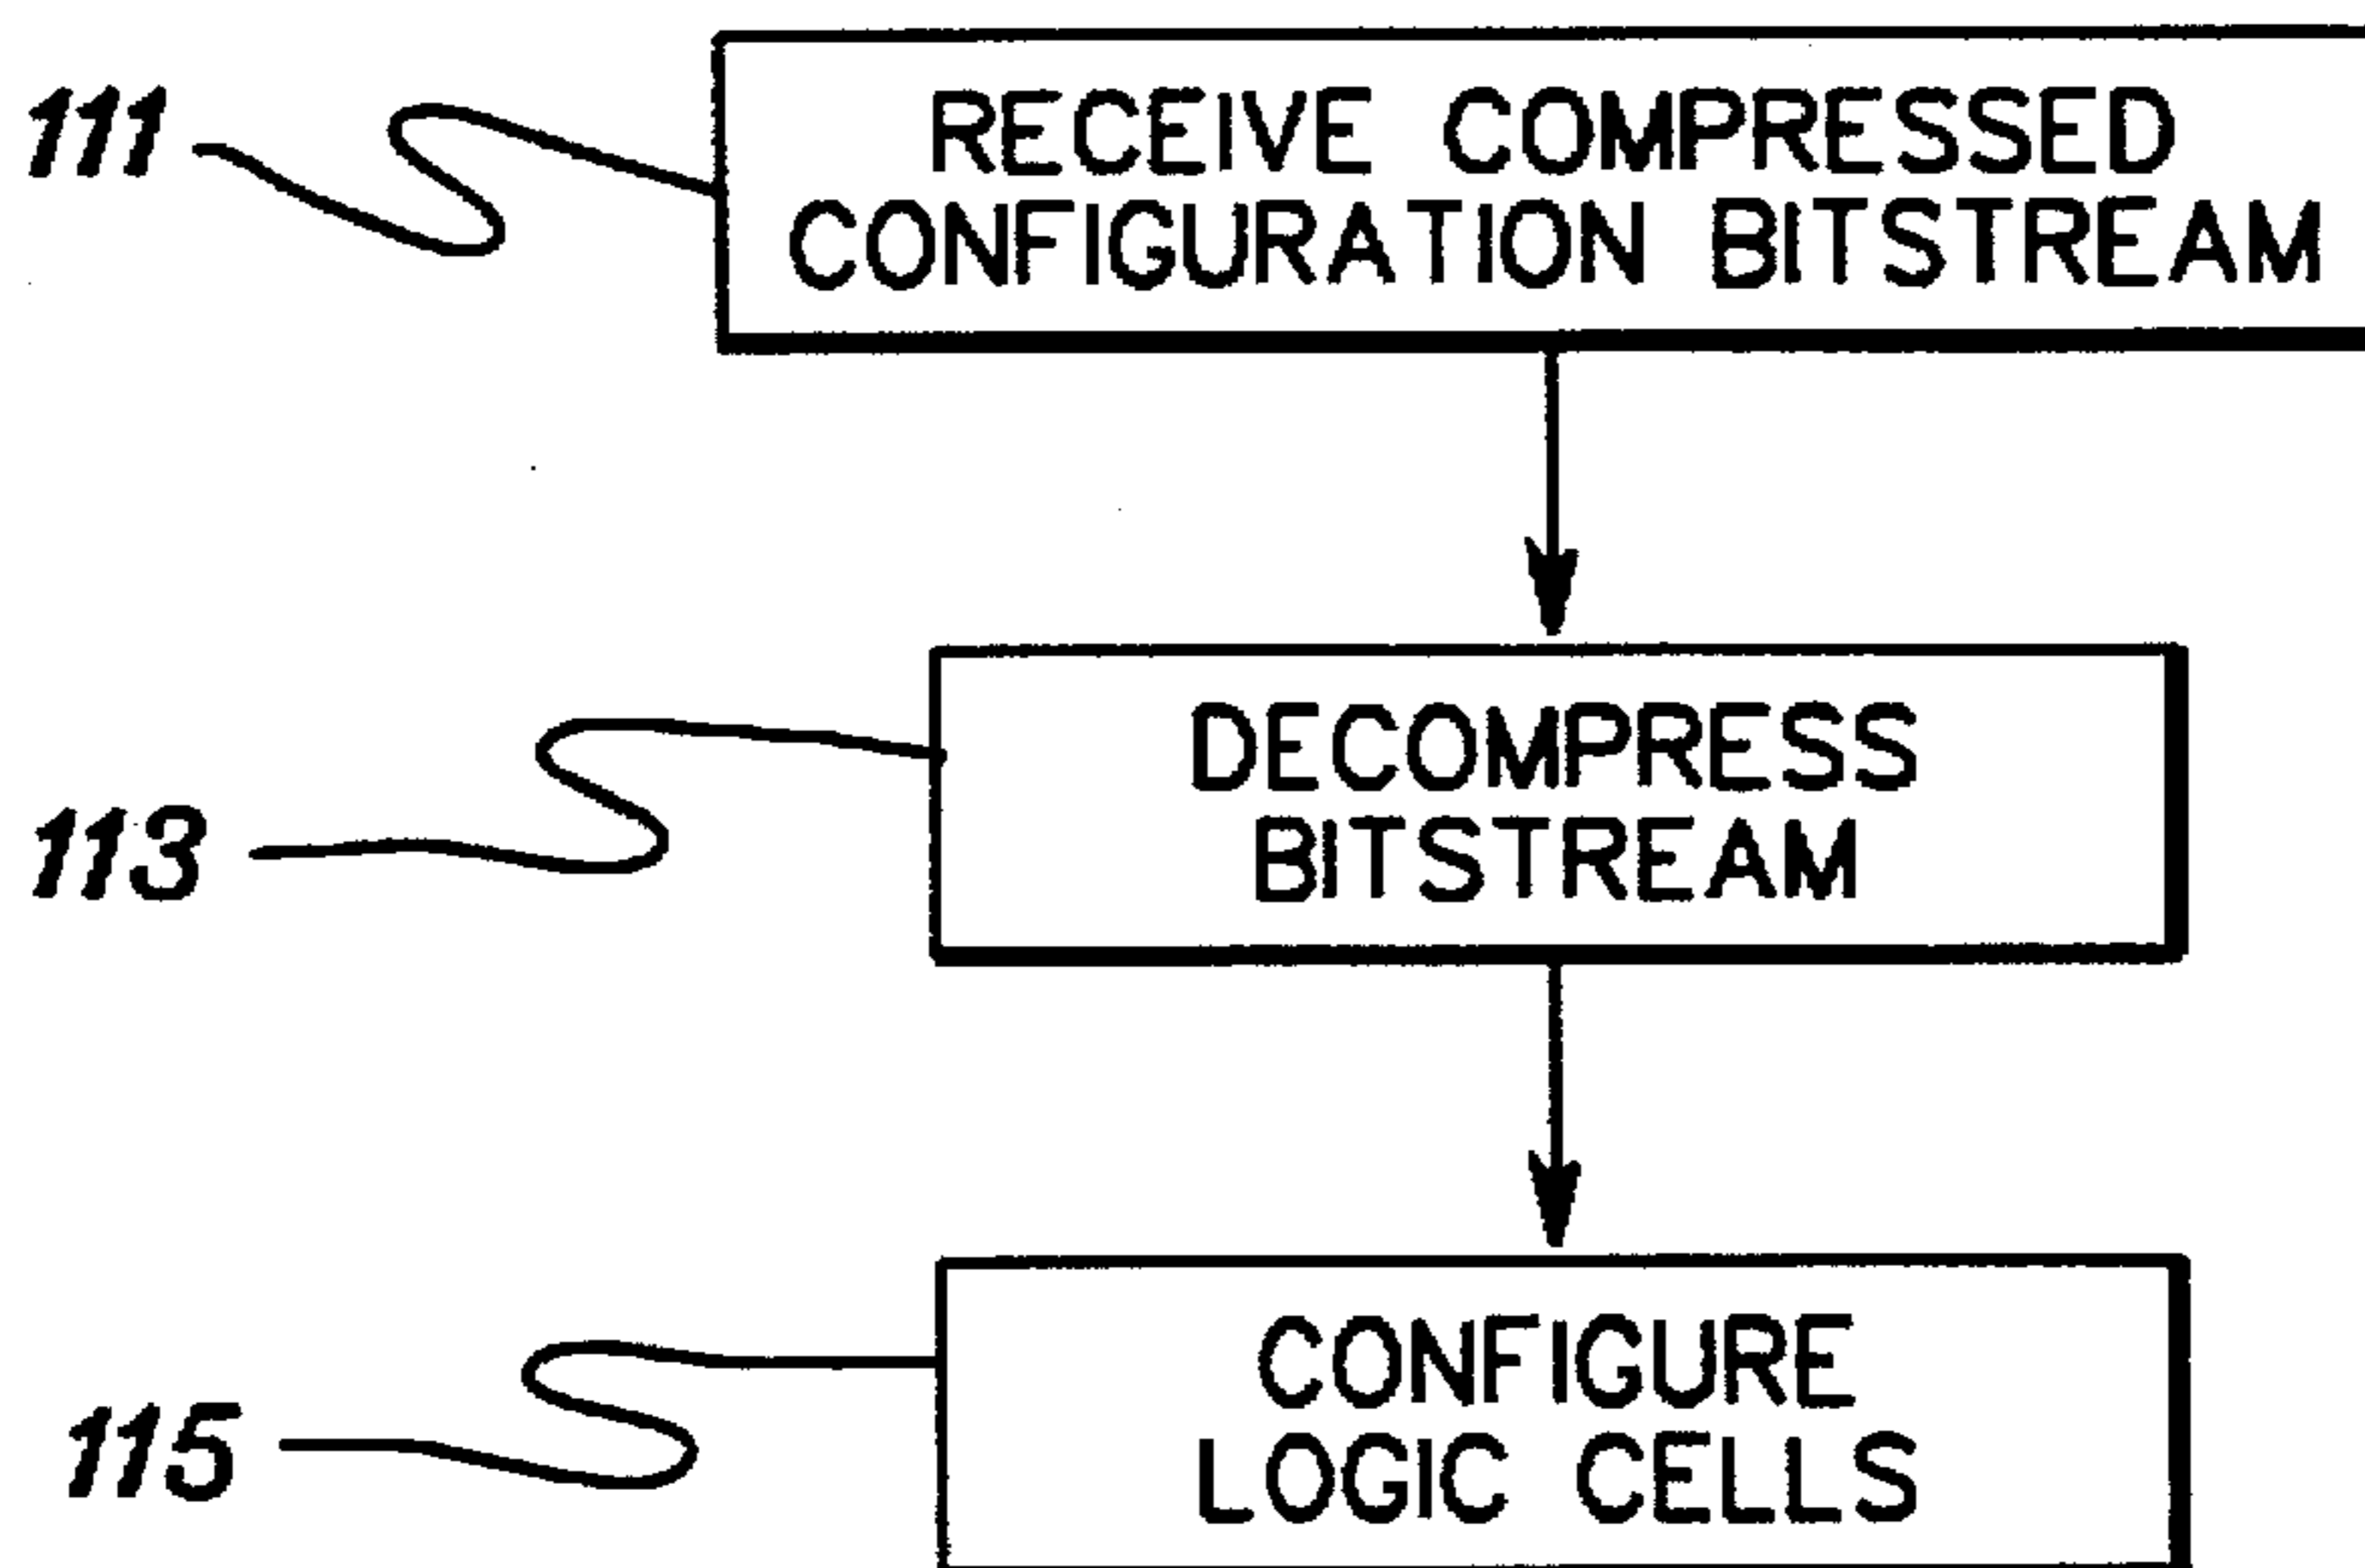 111
RECEIVE COMPRESSED
CONFIGURATION BITSTREAM
113
DECOMPRESS
BITSTREAM
115
CONFIGURE
LOGIC CELLS